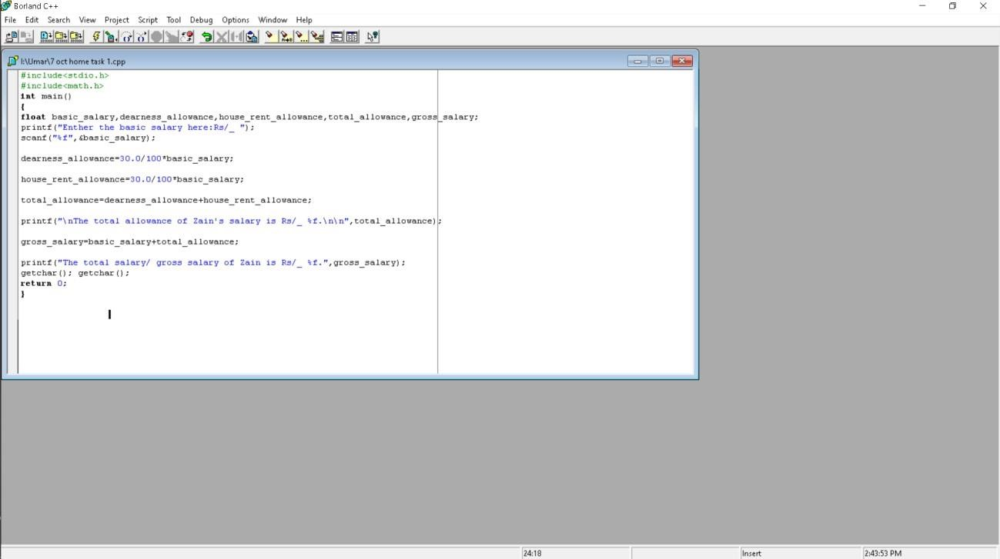 Borland C++
File Edit Search View Project Script Tool Debug Options Window Help
I:\Umar\7 oct home task 1.cpp
#include<stdio.h>
#include<math.h>
int main()
{
float basic_salary,dearness_allowance,house_rent_allowance,total_allowance,gross_salary;
printf("Enther the basic salary here:Rs/_ ");
scanf("%f",&basic_salary);
dearness_allowance=30.0/100*basic_salary;
house_rent_allowance=30.0/100*basic_salary;
total_allowance=dearness_allowance+house_rent_allowance;
printf("\nThe total allowance of Zain's salary is Rs/_ %f.\n\n",total_allowance);
gross_salary=basic_salary+total_allowance;
printf("The total salary/ gross salary of Zain is Rs/_ %f.",gross_salary);
getchar(); getchar();
return 0;
}
24:18 Insert 2:43:53 PM